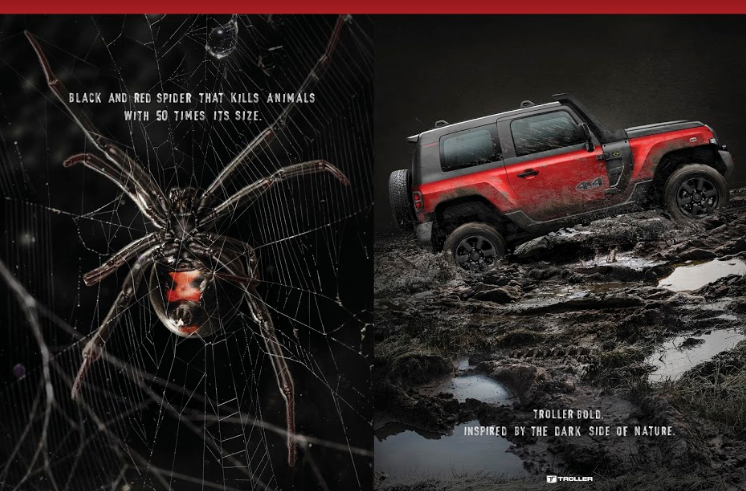 BLACK AND RED SPIDER THAT KILLS ANIMALS
WITH 50 TIMES ITS SIZE.
4x4
TROLLER BOLD.
INSPIRED BY THE DARK SIDE OF NATURE.
TROLLER